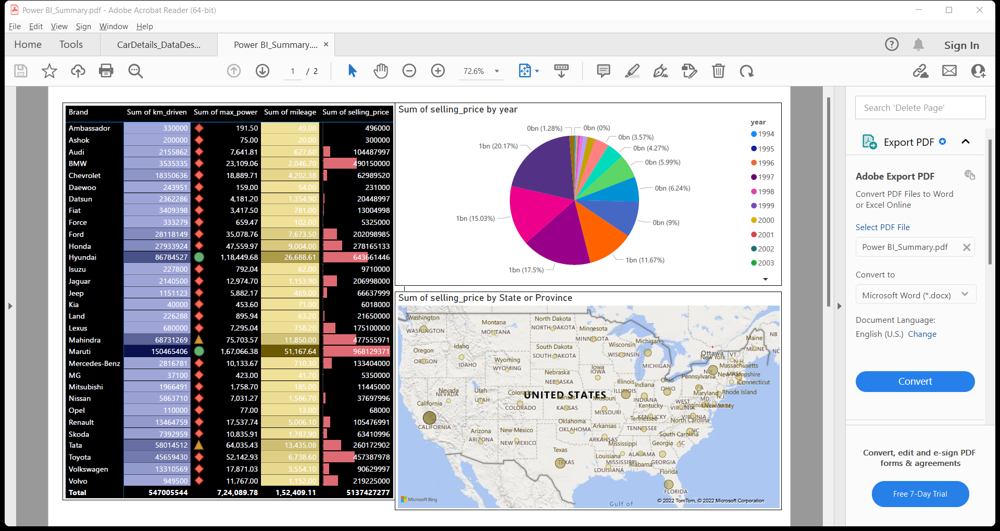 Power BI_Summary.pdf - Adobe Acrobat Reader (64-bit)
File Edit View Sign Window Help
Home Tools CarDetails_DataDes... Power BI_Summary.... × Sign In
1 / 2 72.6%
Brand Sum of km_driven Sum of max_power Sum of mileage Sum of selling_price
Ambassador 330000 191.50 49.00 496000
Ashok 200000 75.00 20.00 300000
Audi 2155862 7,641.81 627.60 104487997
BMW 3535335 23,109.06 2,046.70 490150000
Chevrolet 18350636 18,889.71 4,202.38 62989520
Daewoo 243951 159.00 54.00 231000
Datsun 2362286 4,181.20 1,354.90 20448997
Fiat 3409398 3,417.50 781.00 13004998
Force 333279 659.47 102.00 5325000
Ford 28118149 35,078.76 7,673.50 202098985
Honda 27933924 47,559.97 9,004.00 278165133
Hyundai 86784527 1,18,449.68 26,688.61 643661446
Isuzu 227800 792.04 62.00 9710000
Jaguar 2140500 12,974.70 1,153.90 206998000
Jeep 1151123 5,882.17 469.00 66637999
Kia 40000 453.60 71.00 6018000
Land 226288 895.94 63.20 21650000
Lexus 680000 7,295.04 758.20 175100000
Mahindra 68731269 75,703.57 11,850.00 477555971
Maruti 150465406 1,67,066.38 51,167.64 968129371
Mercedes-Benz 2816781 10,133.67 710.30 133404000
MG 37100 423.00 41.70 5350000
Mitsubishi 1966491 1,758.70 185.00 11445000
Nissan 5863710 7,031.27 1,586.70 37697996
Opel 110000 77.00 13.00 68000
Renault 13464759 17,537.74 5,006.10 105476991
Skoda 7392959 10,835.91 1,787.90 63410996
Tata 58014512 64,035.43 13,435.08 260172902
Toyota 45659430 52,142.93 6,738.60 457387978
Volkswagen 13310569 17,871.03 3,554.10 90629997
Volvo 949500 11,767.00 1,152.00 219225000
Total 547005544 7,24,089.78 1,52,409.11 5137427277
Sum of selling_price by year
0bn (1.28%) 0bn (0%)
0bn (3.57%)
1bn (20.17%) 0bn (4.27%)
0bn (5.99%)
0bn (6.24%)
1bn (15.03%) 0bn (9%)
1bn (11.67%)
1bn (17.5%)
year
1994
1995
1996
1997
1998
1999
2000
2001
2002
2003
Sum of selling_price by State or Province
Washington
WASHINGTON
Montana
MONTANA
North Dakota
NORTH DAKOTA
Minnesota
MINNESOTA
Oregon
OREGON
Idaho
IDAHO
South Dakota
SOUTH DAKOTA
Wisconsin
WISCONSIN
Michigan
MICHIGAN
Ottawa
New York
NY
VT.
N.H.
Maine
MAINE
NB
NC
Massachusetts
New Hampshire
MASS
Connecticut
Rhode Island
Wyoming
WYOMING
Nebraska
NEBRASKA
Iowa
IOWA
Illinois
ILLINOIS
Indiana
INDIANA
Ohio
OHIO
Pennsylvania
PA
Maryland
MD.
N.J.
New Jersey
Nevada
NEVADA
Utah
UTAH
Colorado
COLORADO
UNITED STATES
Kansas
KANSAS
Missouri
MISSOURI
Kentucky
KENTUCKY
WEST
VIRGINIA
Virginia
VIRGINIA
California
CALIFORNIA
Arizona
ARIZONA
New Mexico
NEW MEXICO
Oklahoma
OKLAHOMA
Arkansas
ARKANSAS
Tennessee
TENNESSEE
North Carolina
NC
South Carolina
SC
Texas
TEXAS
Louisiana
LOUISIANA
Mississippi
MISSISSIPPI
Alabama
ALABAMA
Georgia
GEORGIA
Florida
FLORIDA
Gulf of
Microsoft Bing
© 2022 TomTom, © 2022 Microsoft Corporation
Search 'Delete Page'
Export PDF
Adobe Export PDF
Convert PDF Files to Word
or Excel Online
Select PDF File
Power BI_Summary.pdf
Convert to
Microsoft Word (*.docx)
Document Language:
English (U.S.) Change
Convert
Convert, edit and e-sign PDF
forms & agreements
Free 7-Day Trial